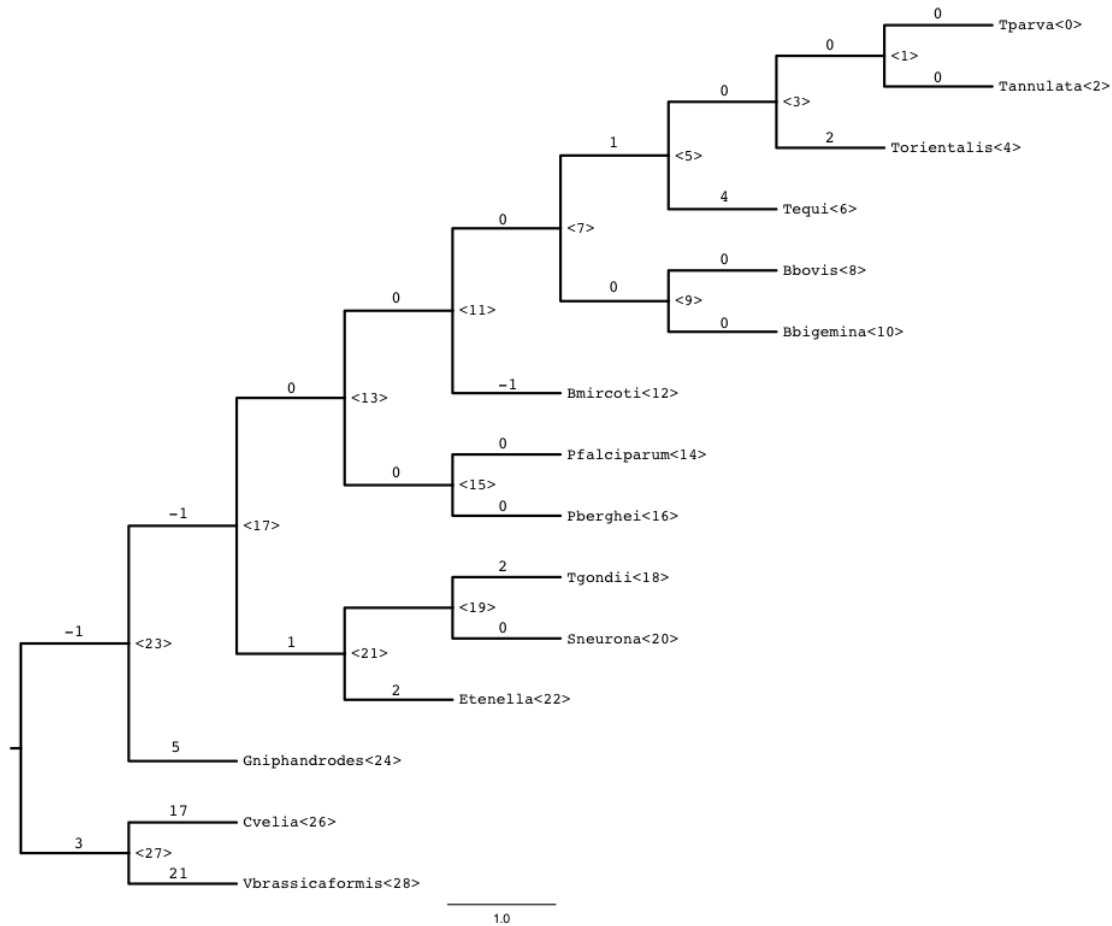 0
Tparva<0>
0
<1>
0
Tannulata<2>
0
<3>
2
Torientalis<4>
1
<5>
4
Tequi<6>
0
<7>
0
Bbovis<8>
0
<9>
0
Bbigemina<10>
0
<11>
-1
Bmircoti<12>
0
<13>
0
Pfalciparum<14>
0
<15>
0
Pberghei<16>
-1
<17>
2
Tgondii<18>
<19>
0
Sneurona<20>
1
<21>
2
Etenella<22>
-1
<23>
5
Gniphandrodes<24>
17
Cvelia<26>
3
<27>
21
Vbrassicaformis<28>
1.0